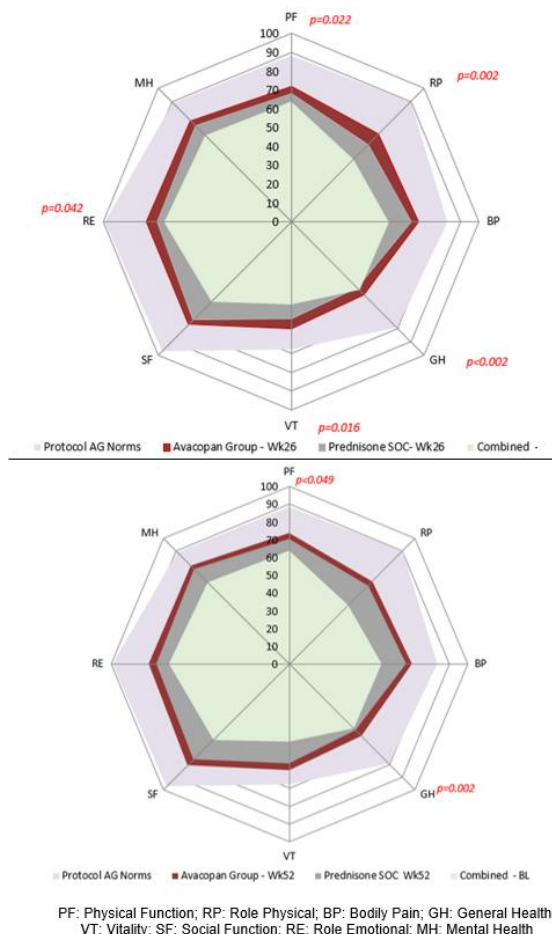 PF
p=0.022
100
90
80
70
60
50
40
30
20
10
0
MH
RP
p=0.002
p=0.042
RE
BP
SF
GH
p<0.002
VT
p=0.016
Protocol AG Norms Avacopan Group - Wk26 Prednisone SOC- Wk26 Combined -
PF
p<0.049
100
90
80
70
60
50
40
30
20
10
0
MH
RP
RE
BP
SF
GH
p=0.002
VT
Protocol AG Norms Avacopan Group - Wk52 Prednisone SOC Wk52 Combined - BL
PF: Physical Function; RP: Role Physical; BP: Bodily Pain; GH: General Health
VT: Vitality; SF: Social Function; RE: Role Emotional; MH: Mental Health